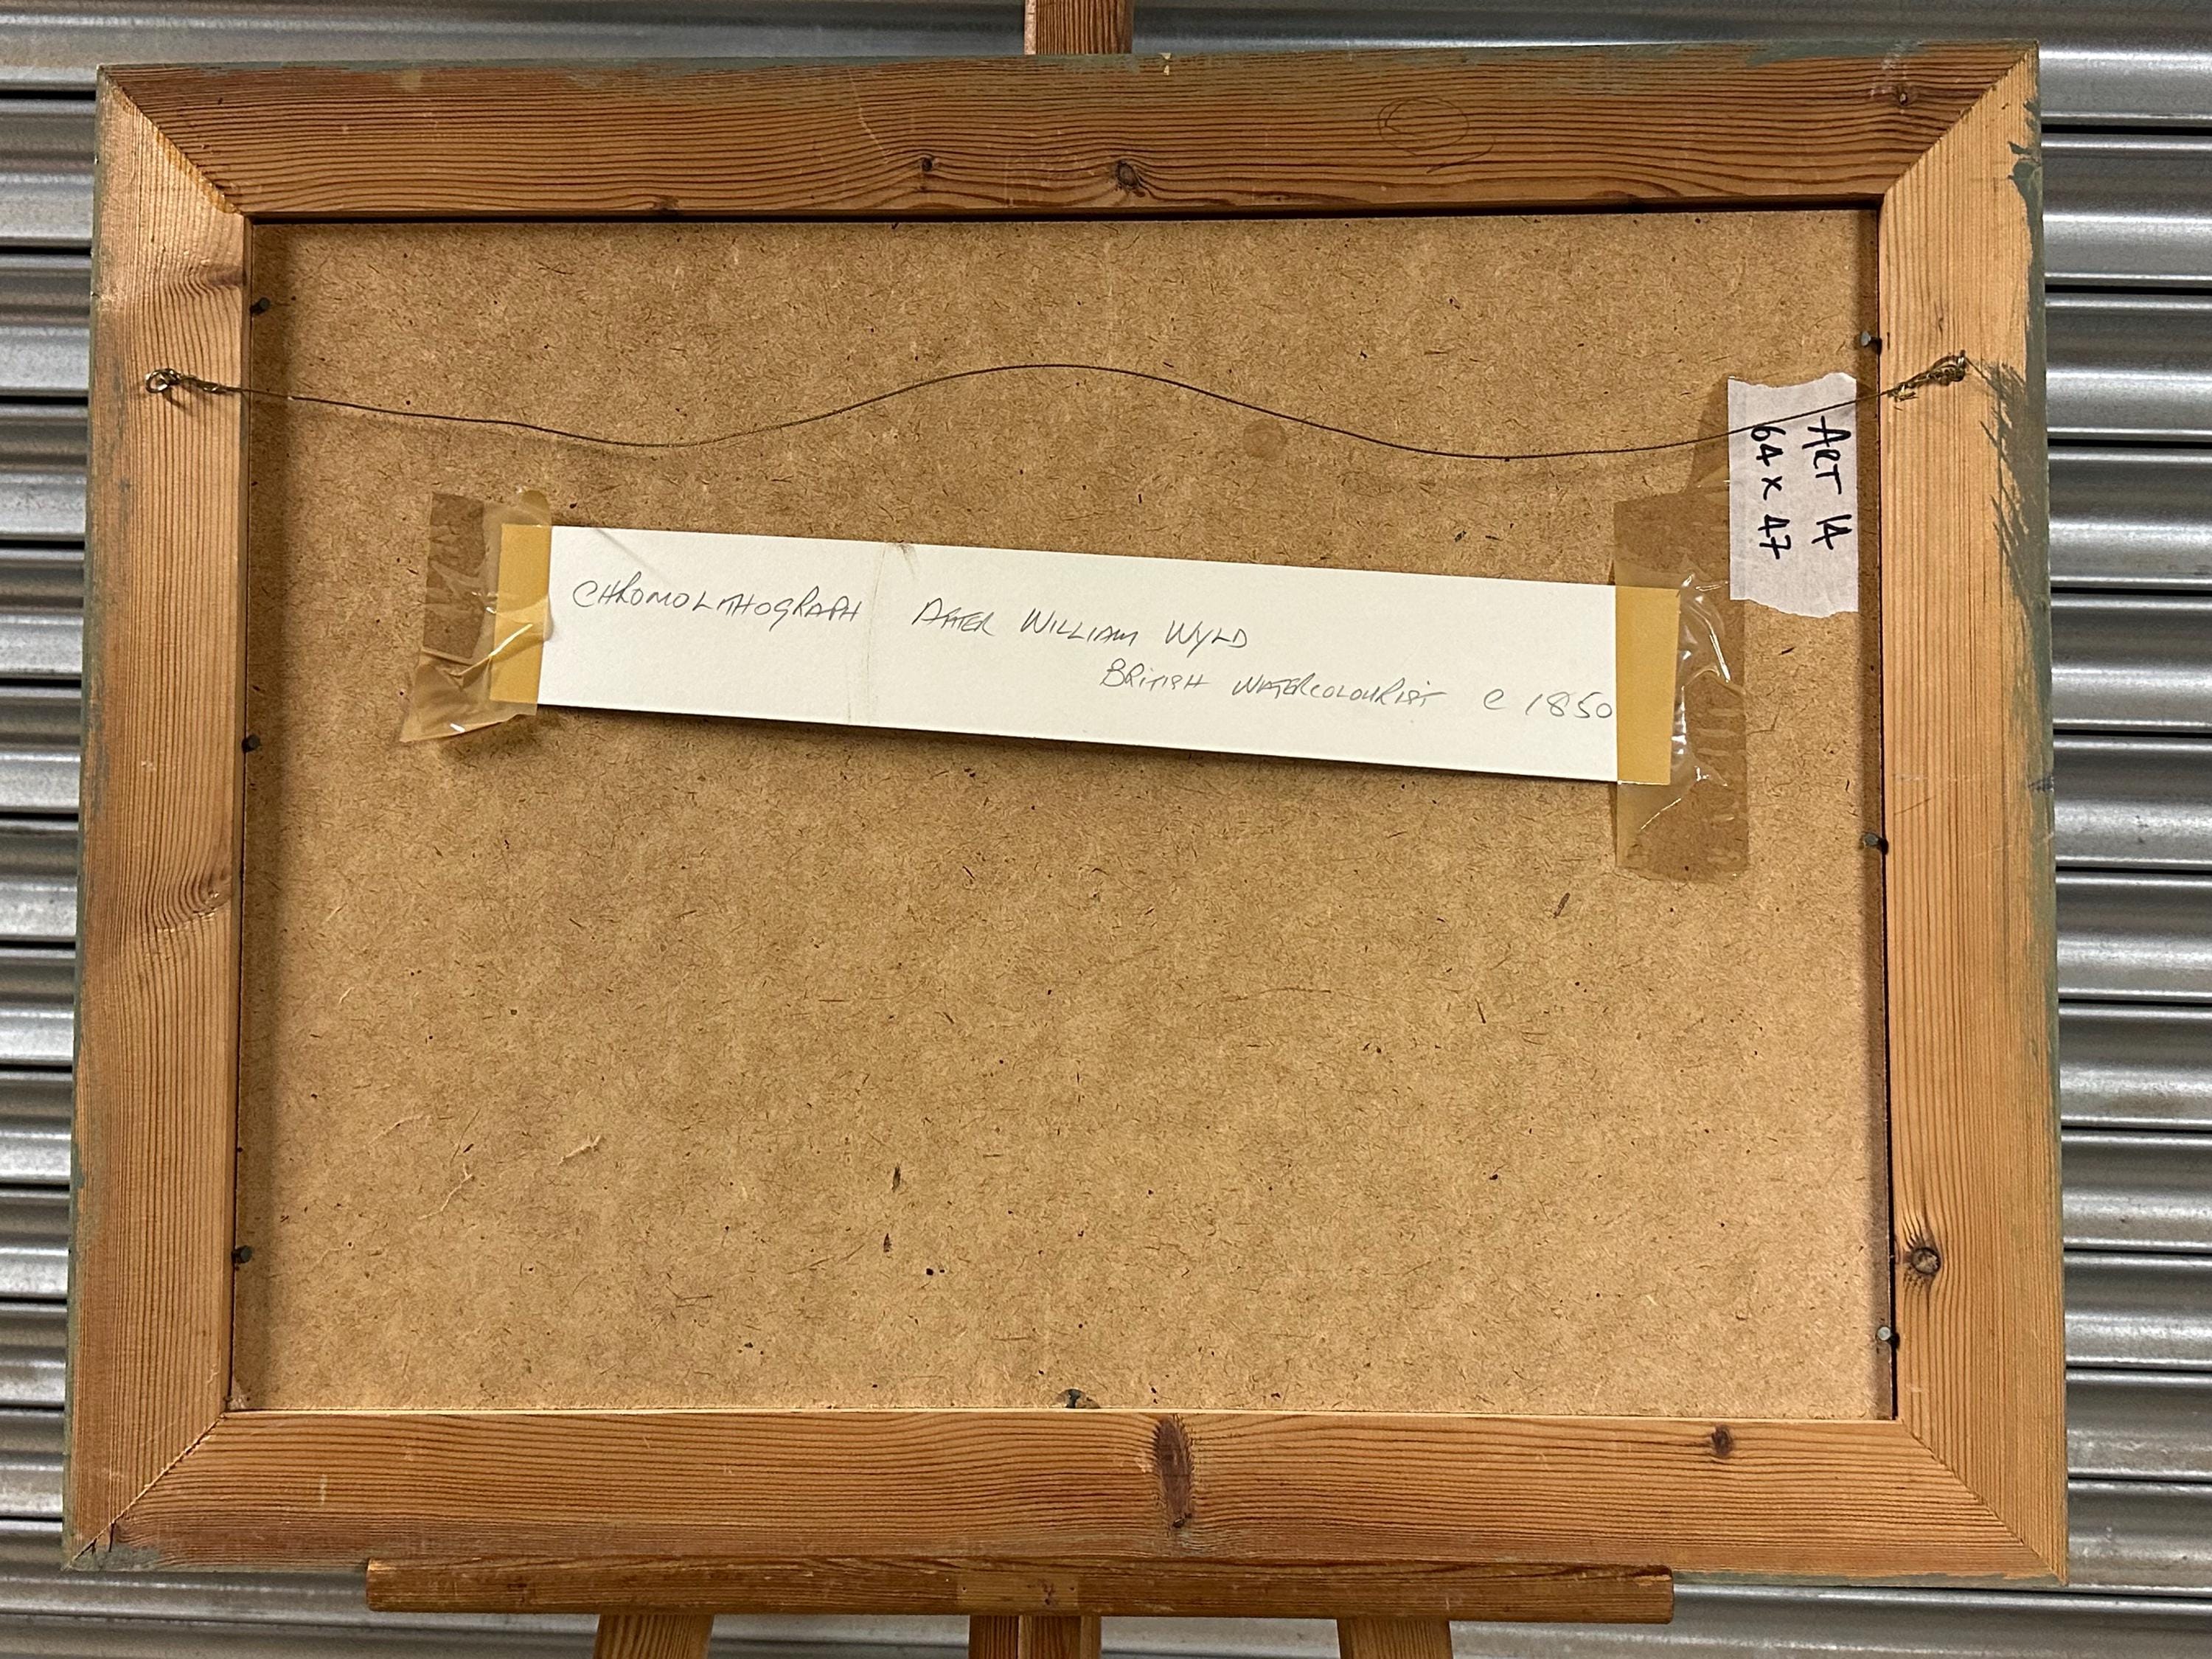 CHROMOLITHOGRAPH AFTER WILLIAM WYLD
BRITISH WATERCOLOURIST C 1850
ART 14
64 x 47